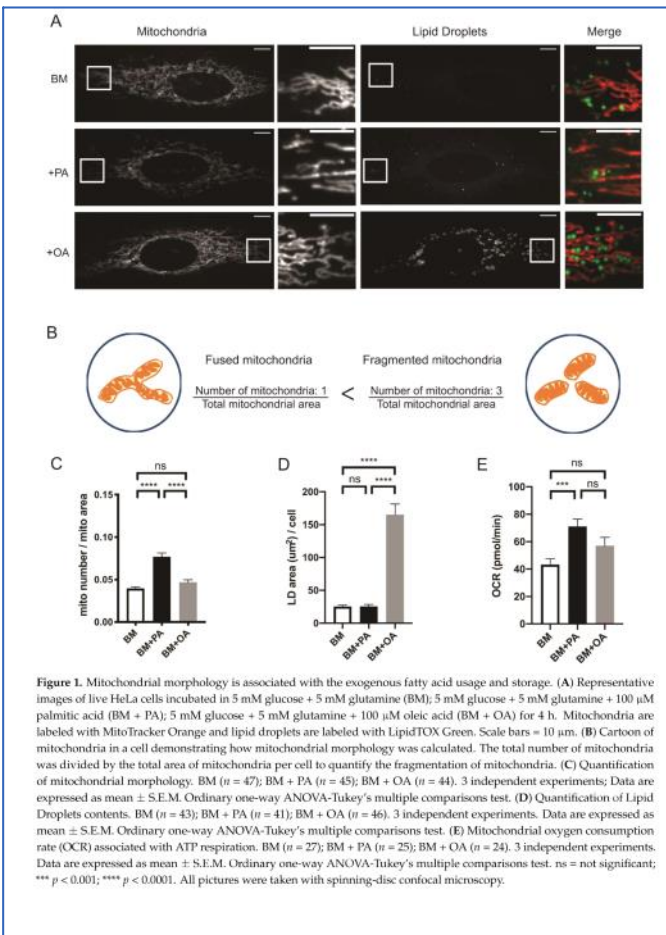 A
Mitochondria
Lipid Droplets
Merge
BM
+PA
+OA
B
Fused mitochondria
Fragmented mitochondria
Number of mitochondria: 1
Total mitochondrial area
<
Number of mitochondria: 3
Total mitochondrial area
C
ns
**** ****
mito number / mito area
0.15
0.10
0.05
0.00
BM
BM+PA
BM+OA
D
****
ns ****
LD area (um²) / cell
200
150
100
50
0
BM
BM+PA
BM+OA
E
ns
*** ns
OCR (pmol/min)
100
80
60
40
20
0
BM
BM+PA
BM+OA
Figure 1. Mitochondrial morphology is associated with the exogenous fatty acid usage and storage. (A) Representative
images of live HeLa cells incubated in 5 mM glucose + 5 mM glutamine (BM); 5 mM glucose + 5 mM glutamine + 100 µM
palmitic acid (BM + PA); 5 mM glucose + 5 mM glutamine + 100 µM oleic acid (BM + OA) for 4 h. Mitochondria are
labeled with MitoTracker Orange and lipid droplets are labeled with LipidTOX Green. Scale bars = 10 µm. (B) Cartoon of
mitochondria in a cell demonstrating how mitochondrial morphology was calculated. The total number of mitochondria
was divided by the total area of mitochondria per cell to quantify the fragmentation of mitochondria. (C) Quantification
of mitochondrial morphology. BM (n = 47); BM + PA (n = 45); BM + OA (n = 44). 3 independent experiments; Data are
expressed as mean ± S.E.M. Ordinary one-way ANOVA-Tukey's multiple comparisons test. (D) Quantification of Lipid
Droplets contents. BM (n = 43); BM + PA (n = 41); BM + OA (n = 46). 3 independent experiments. Data are expressed as
mean ± S.E.M. Ordinary one-way ANOVA-Tukey's multiple comparisons test. (E) Mitochondrial oxygen consumption
rate (OCR) associated with ATP respiration. BM (n = 27); BM + PA (n = 25); BM + OA (n = 24). 3 independent experiments.
Data are expressed as mean ± S.E.M. Ordinary one-way ANOVA-Tukey's multiple comparisons test. ns = not significant;
*** p < 0.001; **** p < 0.0001. All pictures were taken with spinning-disc confocal microscopy.